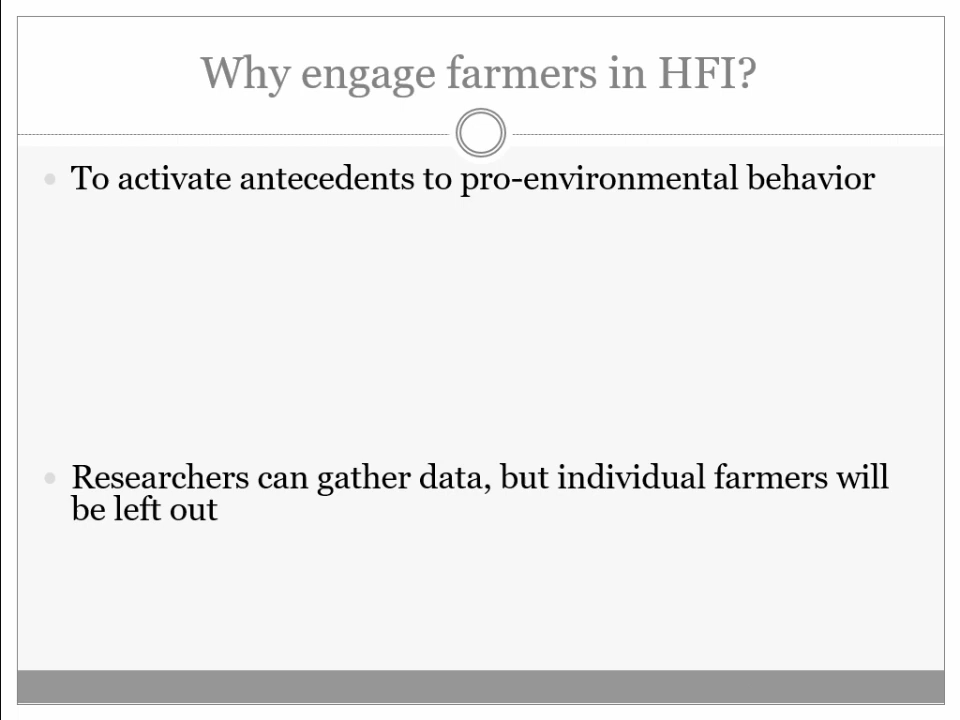 Why engage farmers in HFI?
To activate antecedents to pro-environmental behavior
Researchers can gather data, but individual farmers will
be left out